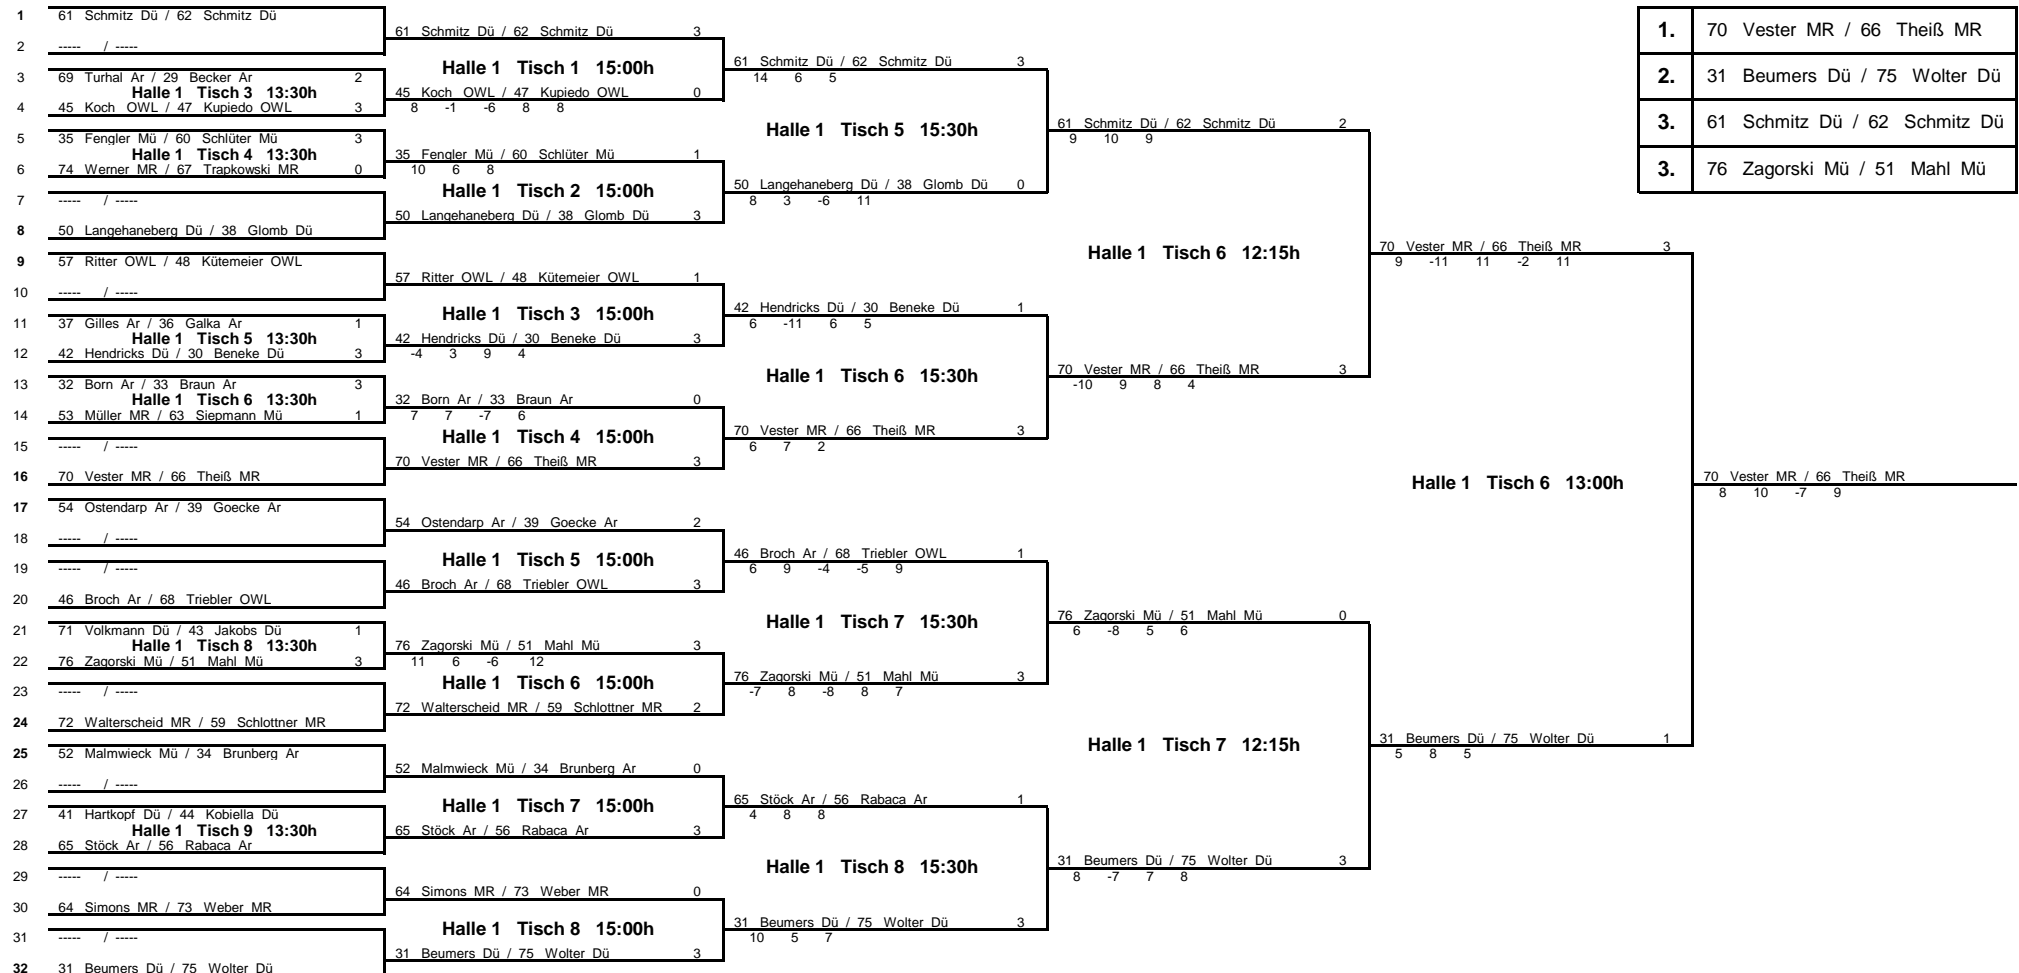 1 61 Schmitz Dü / 62 Schmitz Dü
2 ----- / -----
3 69 Turhal Ar / 29 Becker Ar 2
Halle 1 Tisch 3 13:30h
4 45 Koch OWL / 47 Kupiedo OWL 3
5 35 Fengler Mü / 60 Schlüter Mü 3
Halle 1 Tisch 4 13:30h
6 74 Werner MR / 67 Trapkowski MR 0
7 ----- / -----
8 50 Langehaneberg Dü / 38 Glomb Dü
9 57 Ritter OWL / 48 Kütemeier OWL
10 ----- / -----
11 37 Gilles Ar / 36 Galka Ar 1
Halle 1 Tisch 5 13:30h
12 42 Hendricks Dü / 30 Beneke Dü 3
13 32 Born Ar / 33 Braun Ar 3
Halle 1 Tisch 6 13:30h
14 53 Müller MR / 63 Siepmann Mü 1
15 ----- / -----
16 70 Vester MR / 66 Theiß MR
17 54 Ostendarp Ar / 39 Goecke Ar
18 ----- / -----
19 ----- / -----
20 46 Broch Ar / 68 Triebler OWL
21 71 Volkmann Dü / 43 Jakobs Dü 1
Halle 1 Tisch 8 13:30h
22 76 Zagorski Mü / 51 Mahl Mü 3
23 ----- / -----
24 72 Walterscheid MR / 59 Schlottner MR
25 52 Malmwieck Mü / 34 Brunberg Ar
26 ----- / -----
27 41 Hartkopf Dü / 44 Kobiella Dü
Halle 1 Tisch 9 13:30h
28 65 Stöck Ar / 56 Rabaca Ar
29 ----- / -----
30 64 Simons MR / 73 Weber MR
31 ----- / -----
32 31 Beumers Dü / 75 Wolter Dü
61 Schmitz Dü / 62 Schmitz Dü 3
Halle 1 Tisch 1 15:00h
45 Koch OWL / 47 Kupiedo OWL 0
8 -1 -6 8 8
35 Fengler Mü / 60 Schlüter Mü 1
10 6 8
Halle 1 Tisch 2 15:00h
50 Langehaneberg Dü / 38 Glomb Dü 3
57 Ritter OWL / 48 Kütemeier OWL 1
Halle 1 Tisch 3 15:00h
42 Hendricks Dü / 30 Beneke Dü 3
-4 3 9 4
32 Born Ar / 33 Braun Ar 0
7 7 -7 6
Halle 1 Tisch 4 15:00h
70 Vester MR / 66 Theiß MR 3
54 Ostendarp Ar / 39 Goecke Ar 2
Halle 1 Tisch 5 15:00h
46 Broch Ar / 68 Triebler OWL 3
76 Zagorski Mü / 51 Mahl Mü 3
11 6 -6 12
Halle 1 Tisch 6 15:00h
72 Walterscheid MR / 59 Schlottner MR 2
52 Malmwieck Mü / 34 Brunberg Ar 0
Halle 1 Tisch 7 15:00h
65 Stöck Ar / 56 Rabaca Ar 3
64 Simons MR / 73 Weber MR 0
Halle 1 Tisch 8 15:00h
31 Beumers Dü / 75 Wolter Dü 3
61 Schmitz Dü / 62 Schmitz Dü 3
14 6 5
Halle 1 Tisch 5 15:30h
50 Langehaneberg Dü / 38 Glomb Dü 0
8 3 -6 11
42 Hendricks Dü / 30 Beneke Dü 1
6 -11 6 5
Halle 1 Tisch 6 15:30h
70 Vester MR / 66 Theiß MR 3
6 7 2
46 Broch Ar / 68 Triebler OWL 1
6 9 -4 -5 9
Halle 1 Tisch 7 15:30h
76 Zagorski Mü / 51 Mahl Mü 3
-7 8 -8 8 7
65 Stöck Ar / 56 Rabaca Ar 1
4 8 8
Halle 1 Tisch 8 15:30h
31 Beumers Dü / 75 Wolter Dü 3
10 5 7
61 Schmitz Dü / 62 Schmitz Dü 2
9 10 9
Halle 1 Tisch 6 12:15h
70 Vester MR / 66 Theiß MR 3
-10 9 8 4
76 Zagorski Mü / 51 Mahl Mü 0
6 -8 5 6
Halle 1 Tisch 7 12:15h
31 Beumers Dü / 75 Wolter Dü 3
8 -7 7 8
70 Vester MR / 66 Theiß MR 3
9 -11 11 -2 11
Halle 1 Tisch 6 13:00h
31 Beumers Dü / 75 Wolter Dü 1
5 8 5
70 Vester MR / 66 Theiß MR
8 10 -7 9
1. 70 Vester MR / 66 Theiß MR
2. 31 Beumers Dü / 75 Wolter Dü
3. 61 Schmitz Dü / 62 Schmitz Dü
3. 76 Zagorski Mü / 51 Mahl Mü